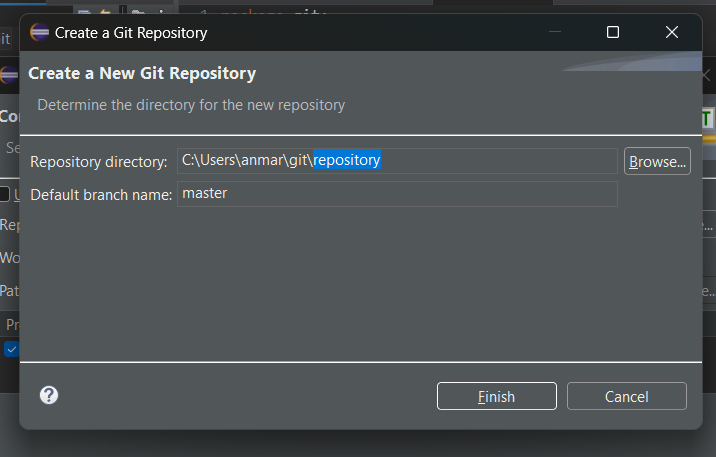 Create a Git Repository
Create a New Git Repository
Determine the directory for the new repository
Repository directory: C:\Users\anmar\git\repository Browse...
Default branch name: master
Finish Cancel